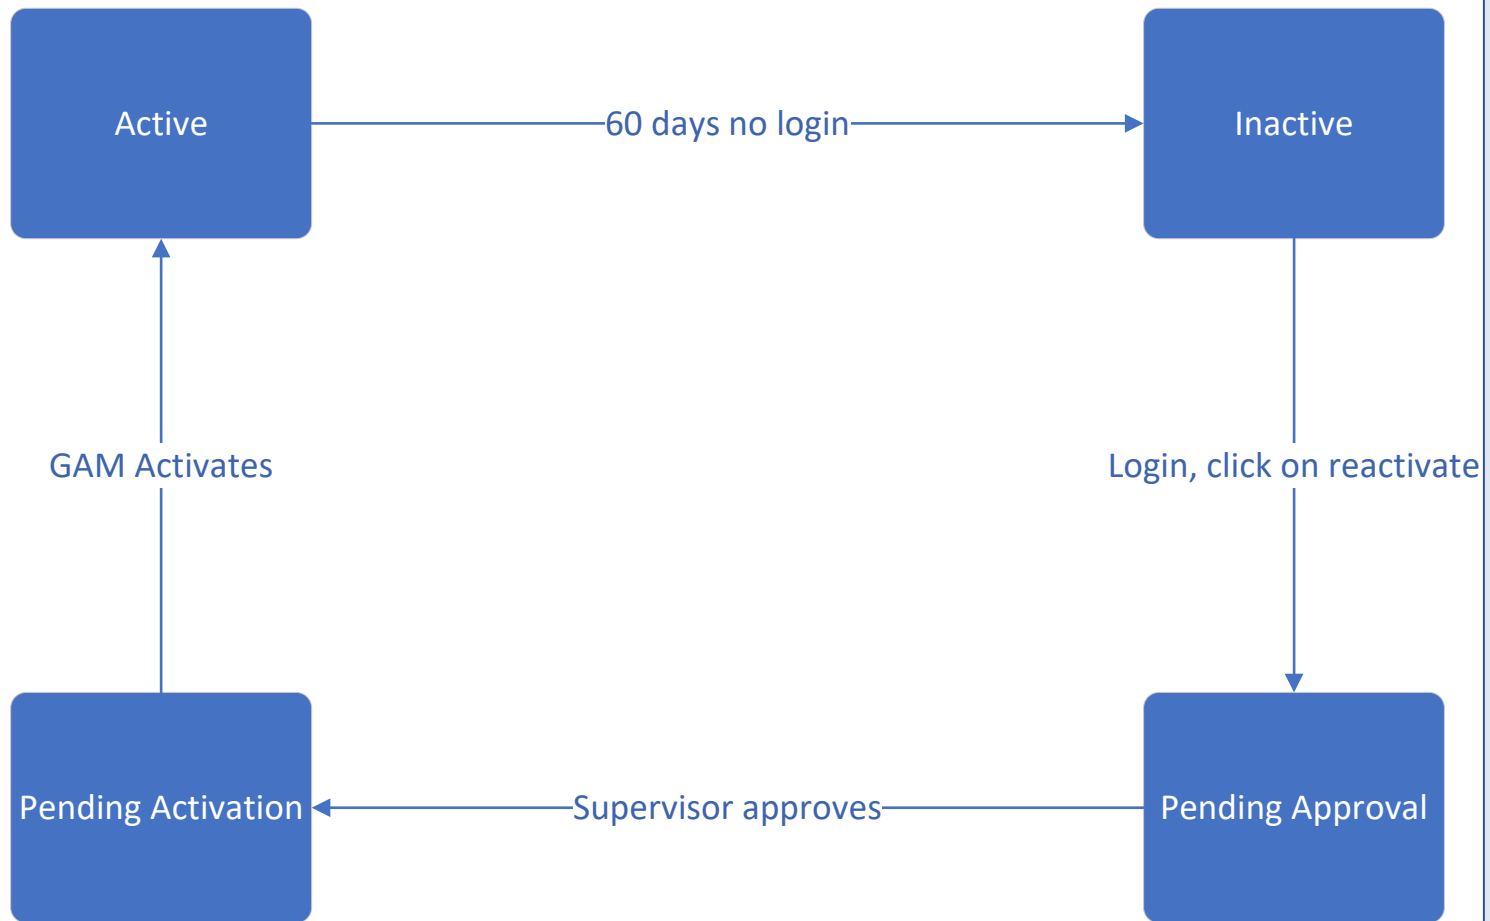 Active
60 days no login
Inactive
GAM Activates
Login, click on reactivate
Pending Activation
Supervisor approves
Pending Approval